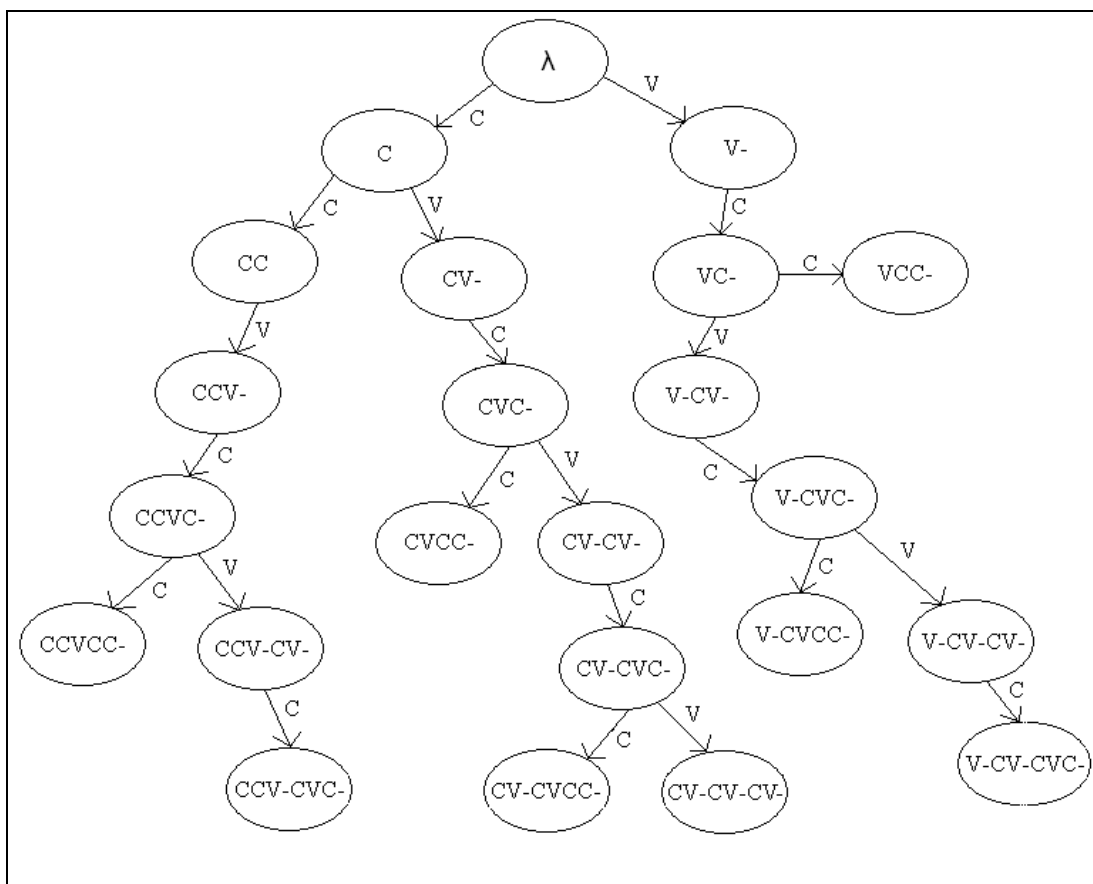 λ
C V
C V-
C V C
CC CV- VC- C VCC-
V C V
CCV- CVC- V-CV-
C C V C
CCVC- CVCC- CV-CV- V-CVC-
C V C C V
CCVCC- CCV-CV- CV-CVC- V-CVCC- V-CV-CV-
C C V C
CCV-CVC- CV-CVCC- CV-CV-CV- V-CV-CVC-